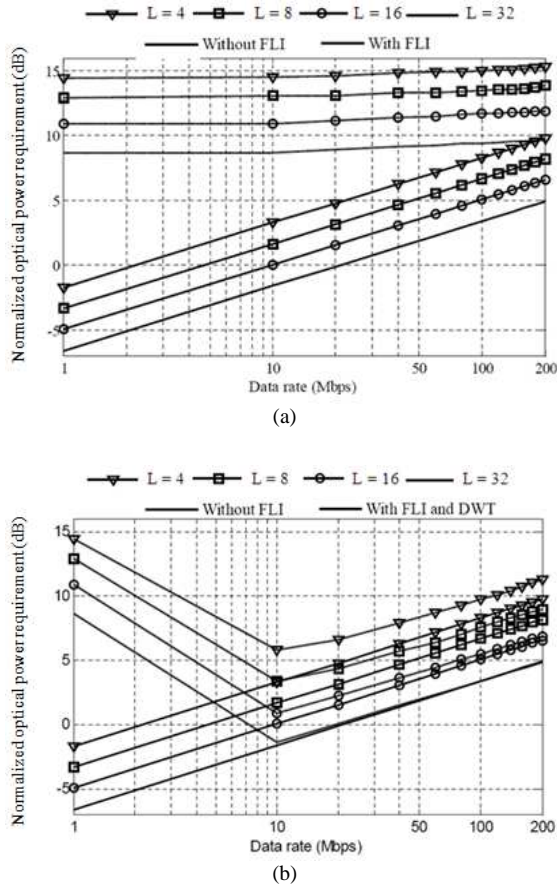 L = 4 L = 8 L = 16 L = 32
Without FLI With FLI
Normalized optical power requirement (dB)
15
10
5
0
-5
1 10 50 100 200
Data rate (Mbps)
(a)
L = 4 L = 8 L = 16 L = 32
Without FLI With FLI and DWT
Normalized optical power requirement (dB)
15
10
5
0
-5
1 10 50 100 200
Data rate (Mbps)
(b)